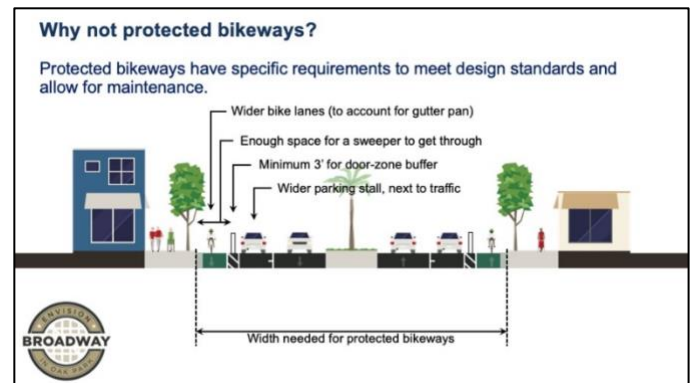 Why not protected bikeways?
Protected bikeways have specific requirements to meet design standards and
allow for maintenance.
Wider bike lanes (to account for gutter pan)
Enough space for a sweeper to get through
Minimum 3' for door-zone buffer
Wider parking stall, next to traffic
Width needed for protected bikeways
ENVISION
BROADWAY
IN OAK PARK